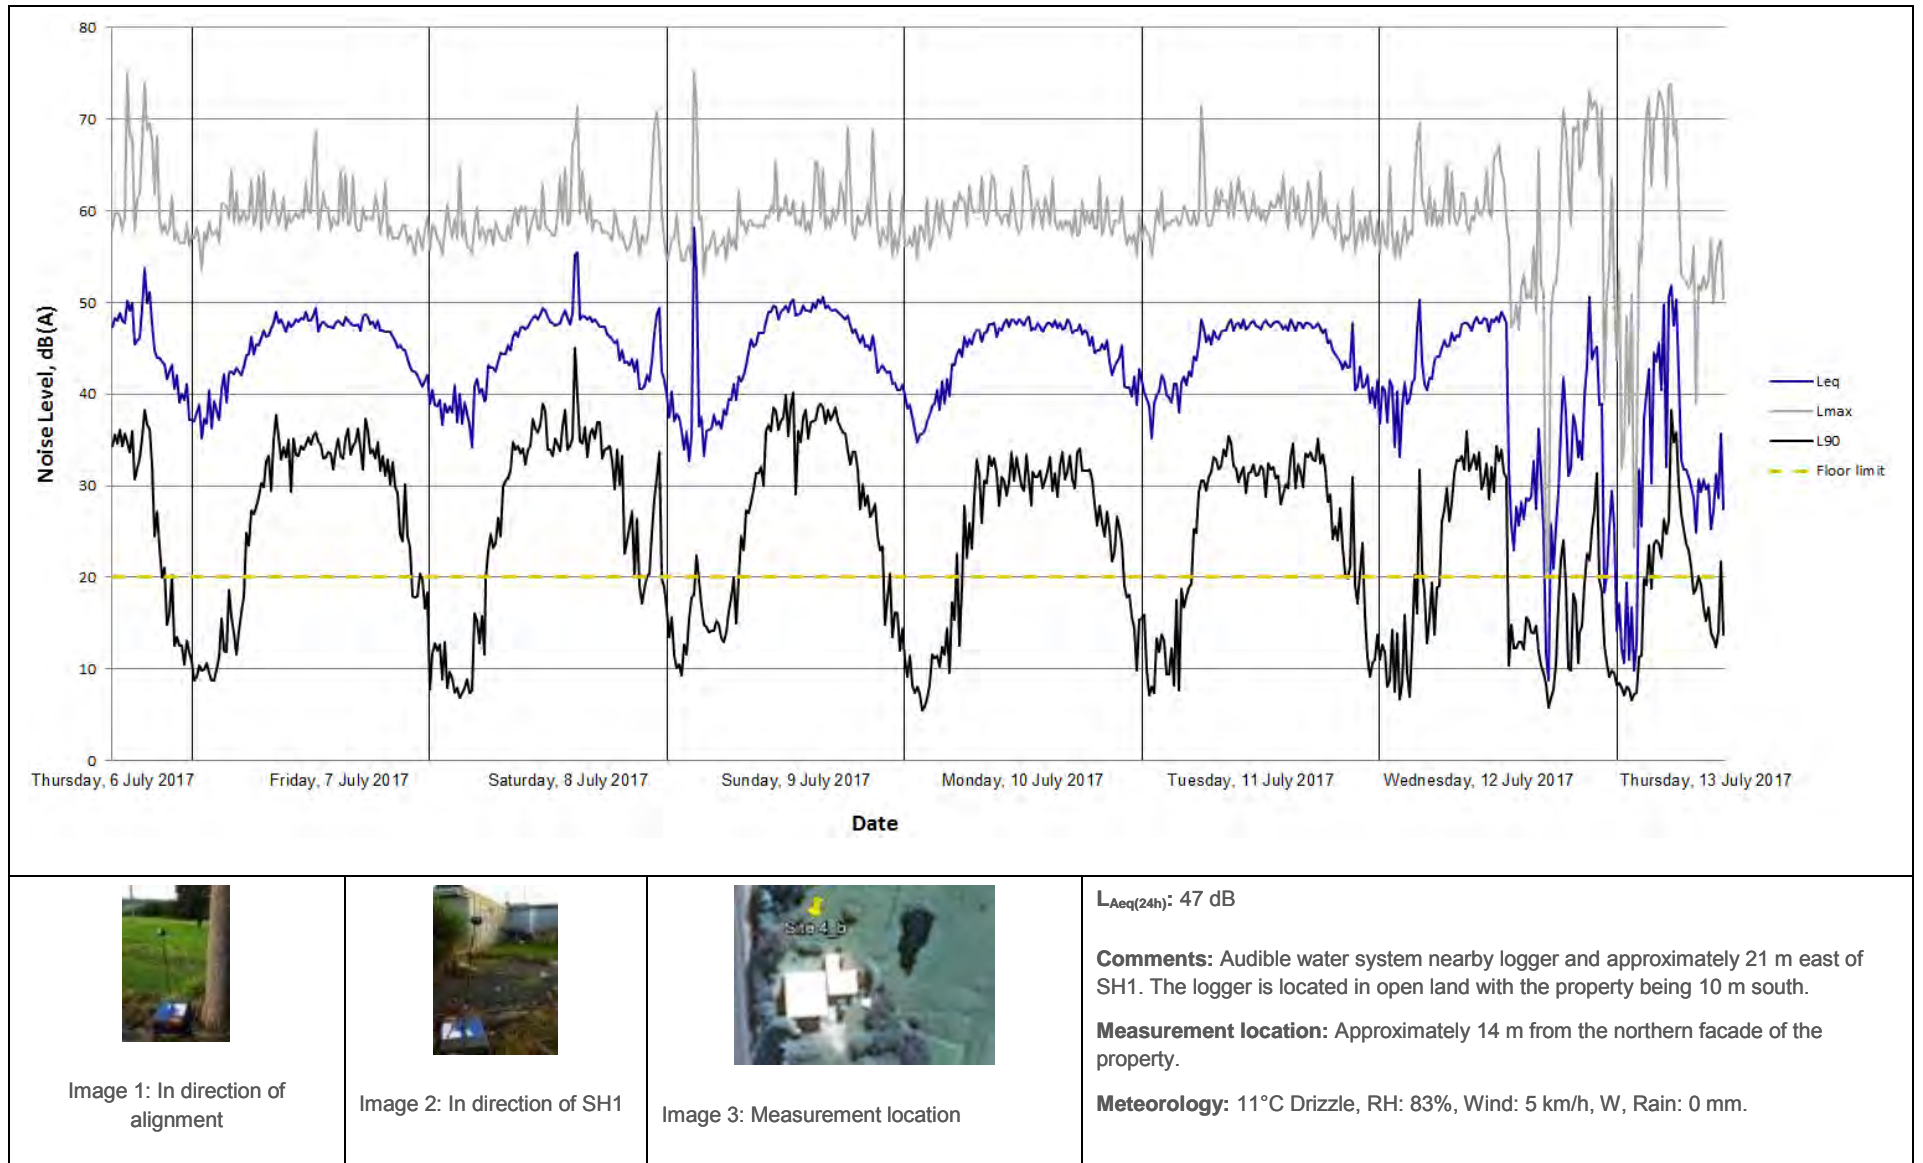 80
70
60
50
40
30
20
10
0
Noise Level, dB(A)
Thursday, 6 July 2017
Friday, 7 July 2017
Saturday, 8 July 2017
Sunday, 9 July 2017
Monday, 10 July 2017
Tuesday, 11 July 2017
Wednesday, 12 July 2017
Thursday, 13 July 2017
Date
Leq
Lmax
L90
Floor limit
Site 4_b
Image 1: In direction of
alignment
Image 2: In direction of SH1
Image 3: Measurement location
LAeq(24h): 47 dB
Comments: Audible water system nearby logger and approximately 21 m east of
SH1. The logger is located in open land with the property being 10 m south.
Measurement location: Approximately 14 m from the northern facade of the
property.
Meteorology: 11°C Drizzle, RH: 83%, Wind: 5 km/h, W, Rain: 0 mm.